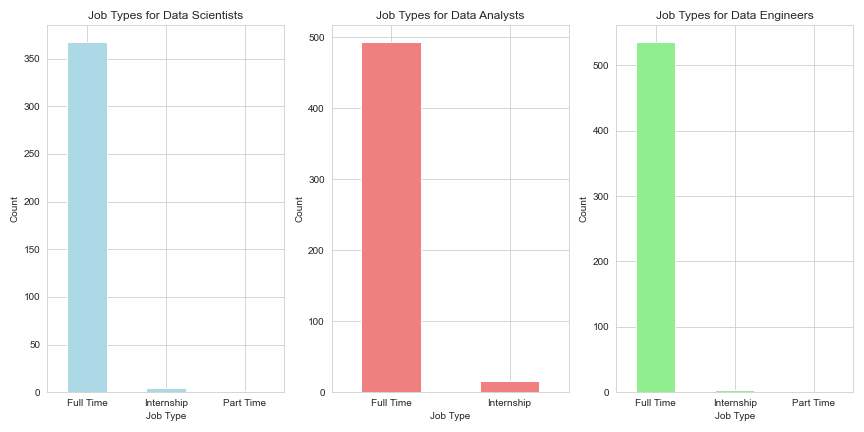 Job Types for Data Scientists
350
300
250
200
150
100
50
0
Count
Full Time
Internship
Part Time
Job Type
Job Types for Data Analysts
500
400
300
200
100
0
Count
Full Time
Internship
Job Type
Job Types for Data Engineers
500
400
300
200
100
0
Count
Full Time
Internship
Part Time
Job Type